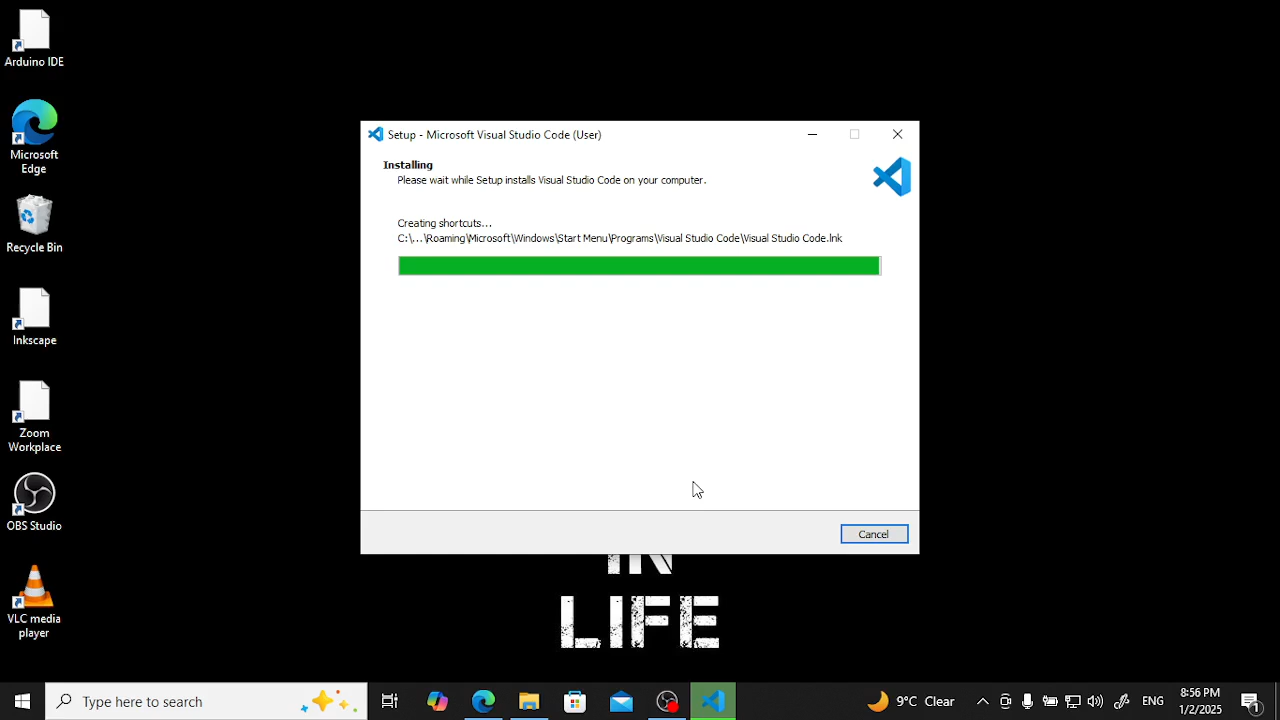 Arduino IDE
Microsoft
Edge
Recycle Bin
Inkscape
Zoom
Workplace
OBS Studio
VLC media
player
Setup - Microsoft Visual Studio Code (User)
Installing
Please wait while Setup installs Visual Studio Code on your computer.
Creating shortcuts...
C:\...\Roaming\Microsoft\Windows\Start Menu\Programs\Visual Studio Code\Visual Studio Code.lnk
Cancel
IN
LIFE
Type here to search
9°C Clear
ENG
8:56 PM
1/2/2025
1